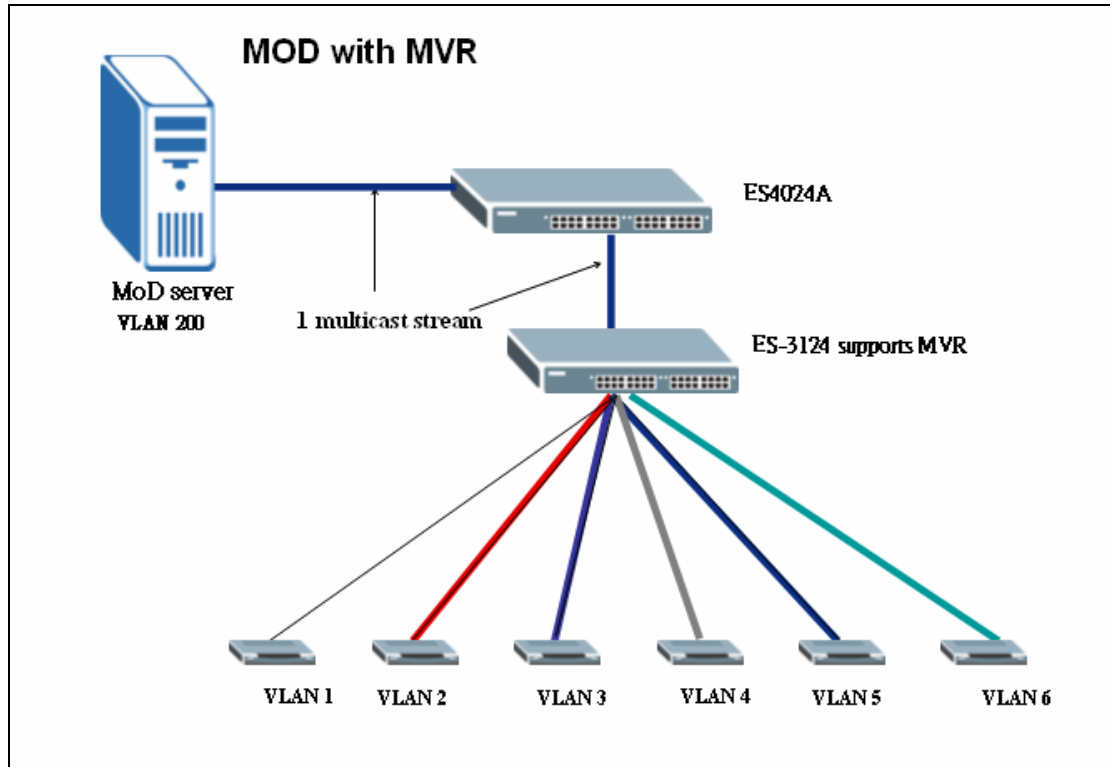 MOD with MVR
ES4024A
MoD server
VLAN 200
1 multicast stream
ES-3124 supports MVR
VLAN 1
VLAN 2
VLAN 3
VLAN 4
VLAN 5
VLAN 6